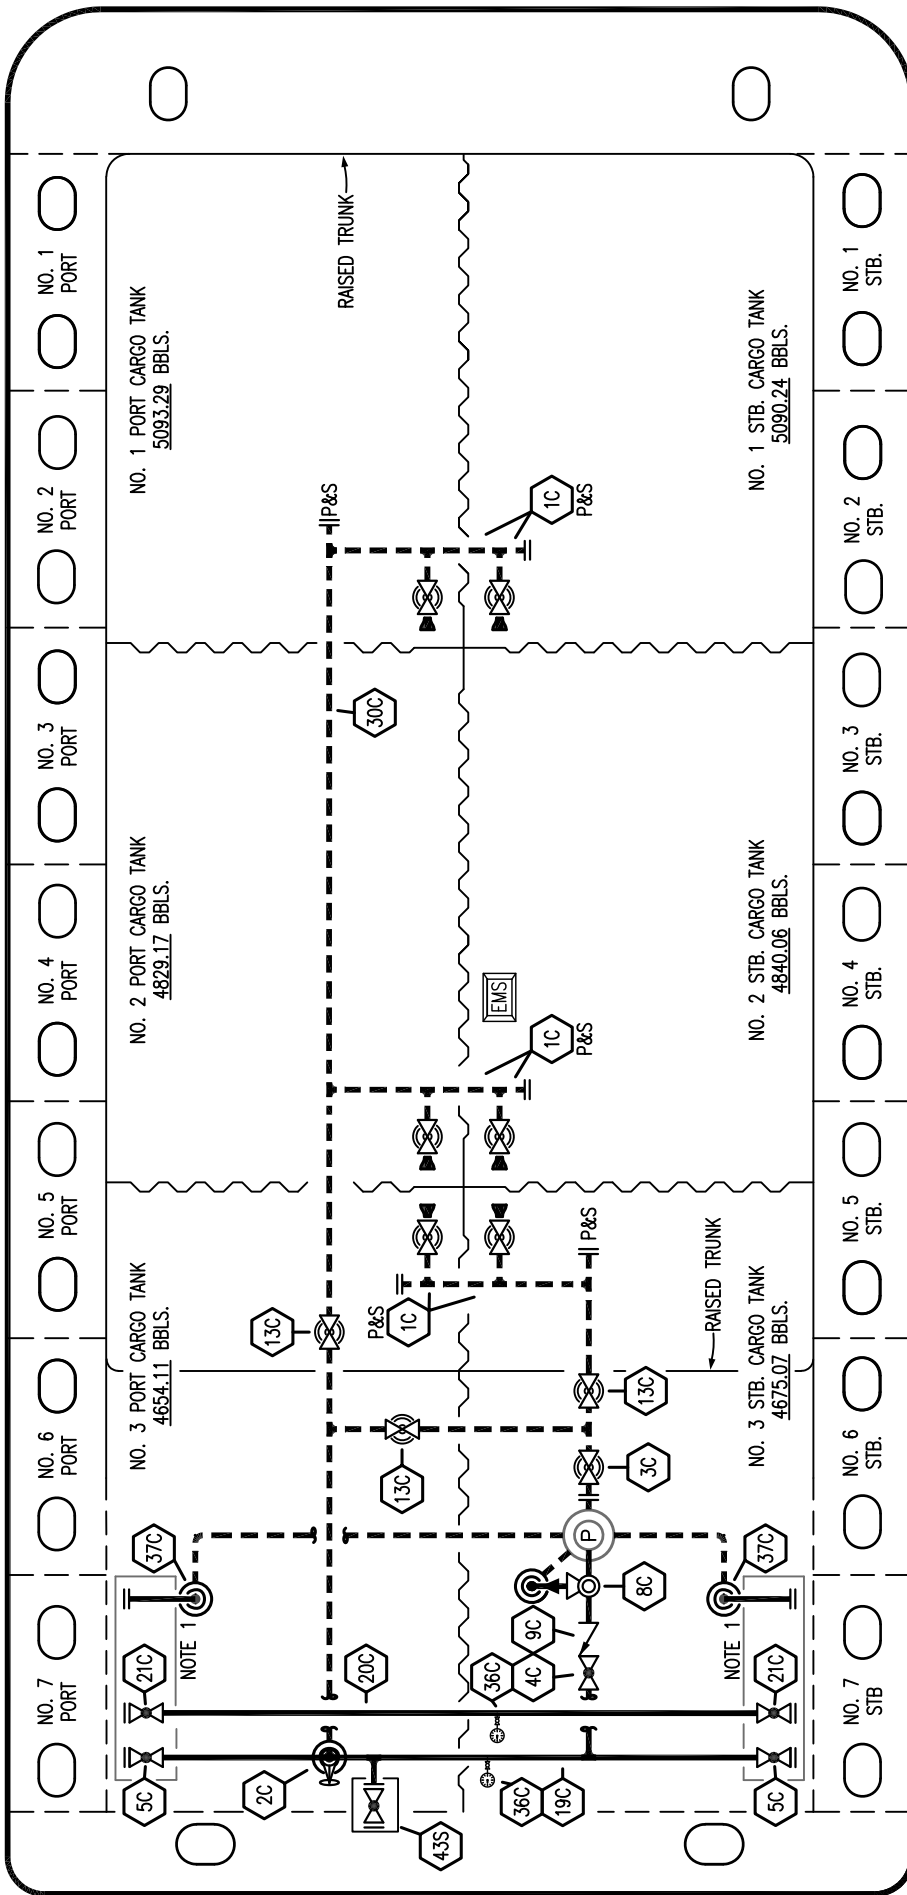 NO. 1
PORT
NO. 2
PORT
NO. 3
PORT
NO. 4
PORT
NO. 5
PORT
NO. 6
PORT
NO. 7
PORT
NO. 1 PORT CARGO TANK
5093.29 BBLS.
NO. 2 PORT CARGO TANK
4829.17 BBLS.
NO. 3 PORT CARGO TANK
4654.11 BBLS.
RAISED TRUNK
P&S
30C
1C
P&S
1C
P&S
EMS
13C
P&S
1C
P&S
13C
13C
3C
37C
NOTE 1
21C
5C
20C
2C
43S
P
8C
9C
4C
36C
36C
19C
37C
NOTE 1
21C
5C
RAISED TRUNK
NO. 1 STB. CARGO TANK
5090.24 BBLS.
NO. 2 STB. CARGO TANK
4840.06 BBLS.
NO. 3 STB. CARGO TANK
4675.07 BBLS.
NO. 1
STB.
NO. 2
STB.
NO. 3
STB.
NO. 4
STB.
NO. 5
STB.
NO. 6
STB.
NO. 7
STB